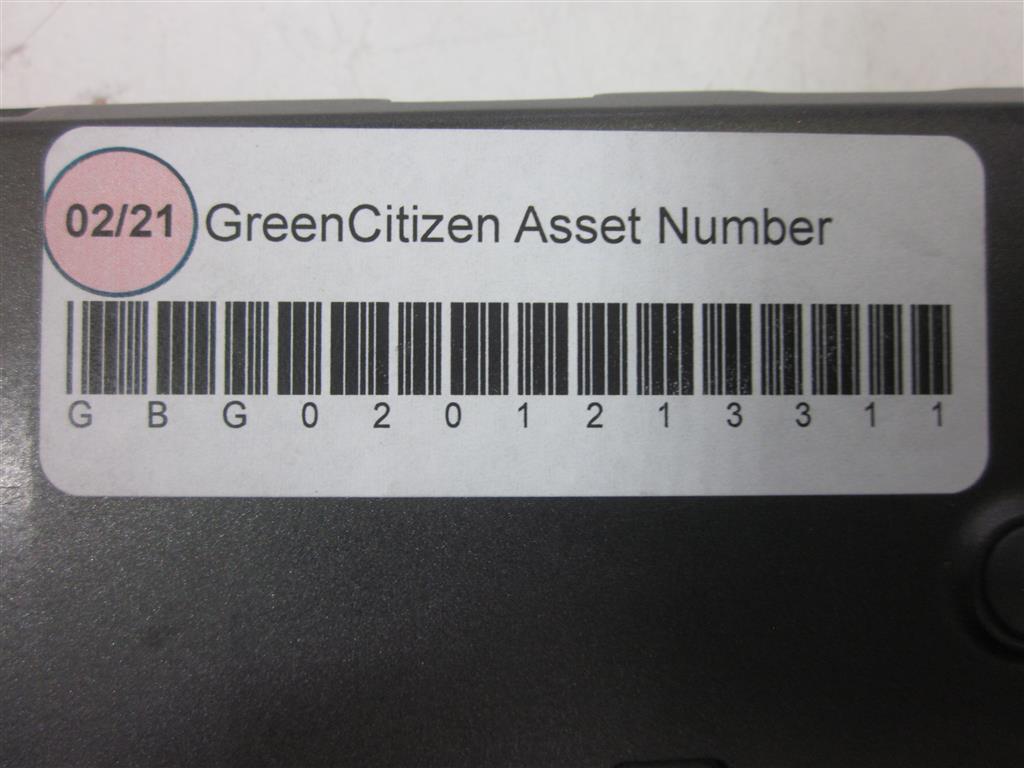 02/21 GreenCitizen Asset Number
G B G 0 2 0 1 2 1 3 3 1 1